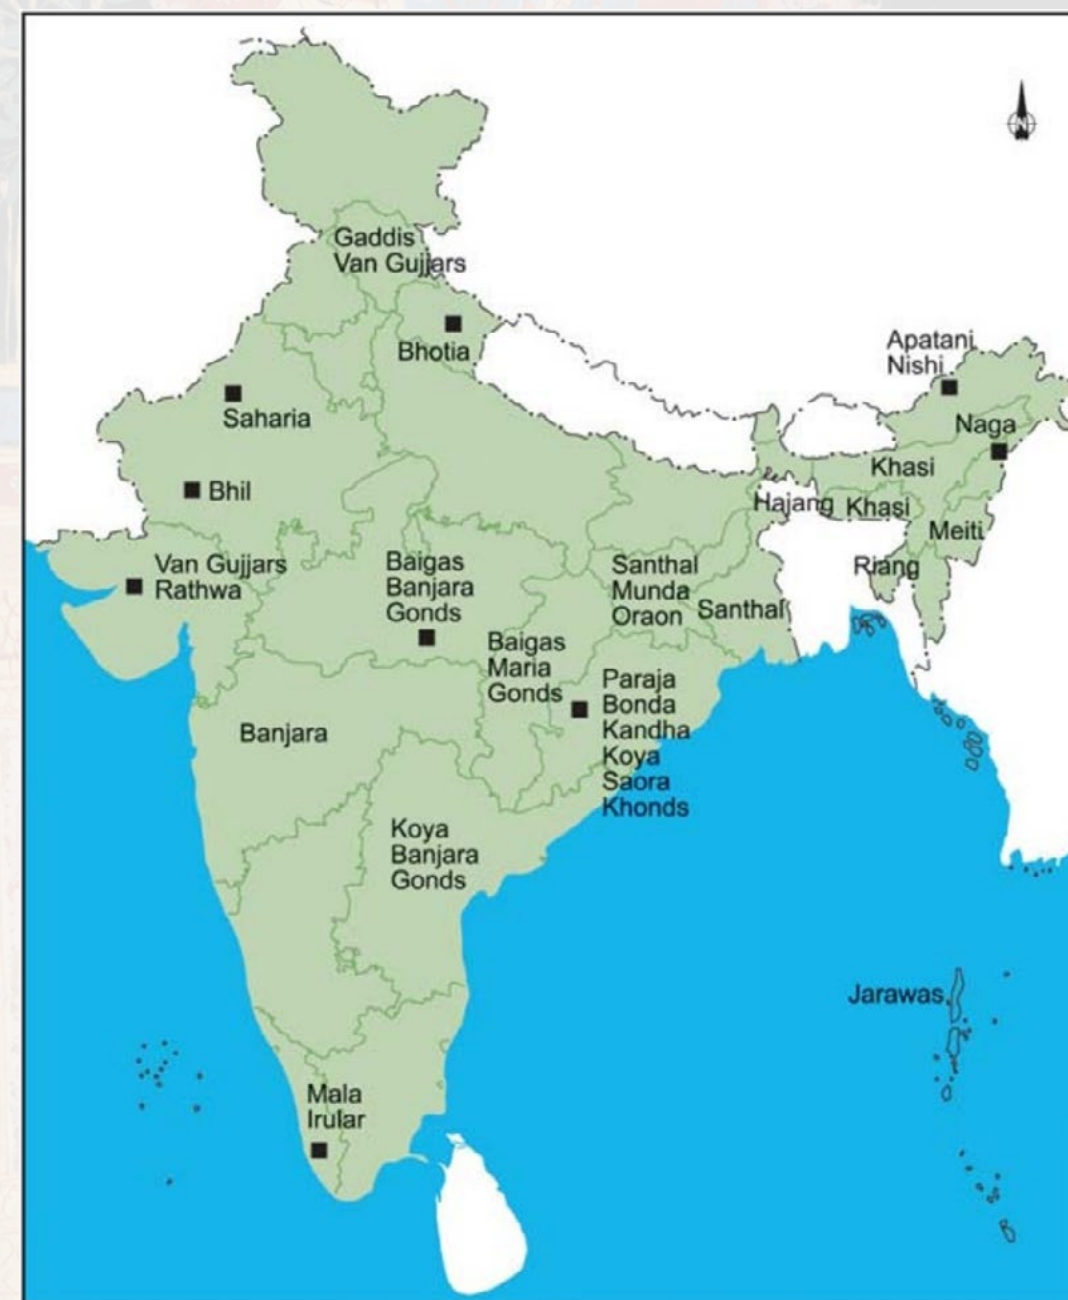 Gaddis
Van Gujjars
Bhotia
Apatani
Nishi
Saharia
Naga
Khasi
Bhil
Hajang
Khasi
Meiti
Van Gujjars
Rathwa
Baigas
Banjara
Gonds
Santhal
Munda
Oraon
Santhal
Riang
Baigas
Maria
Gonds
Paraja
Bonda
Kandha
Koya
Saora
Khonds
Banjara
Koya
Banjara
Gonds
Jarawas
Mala
Irular